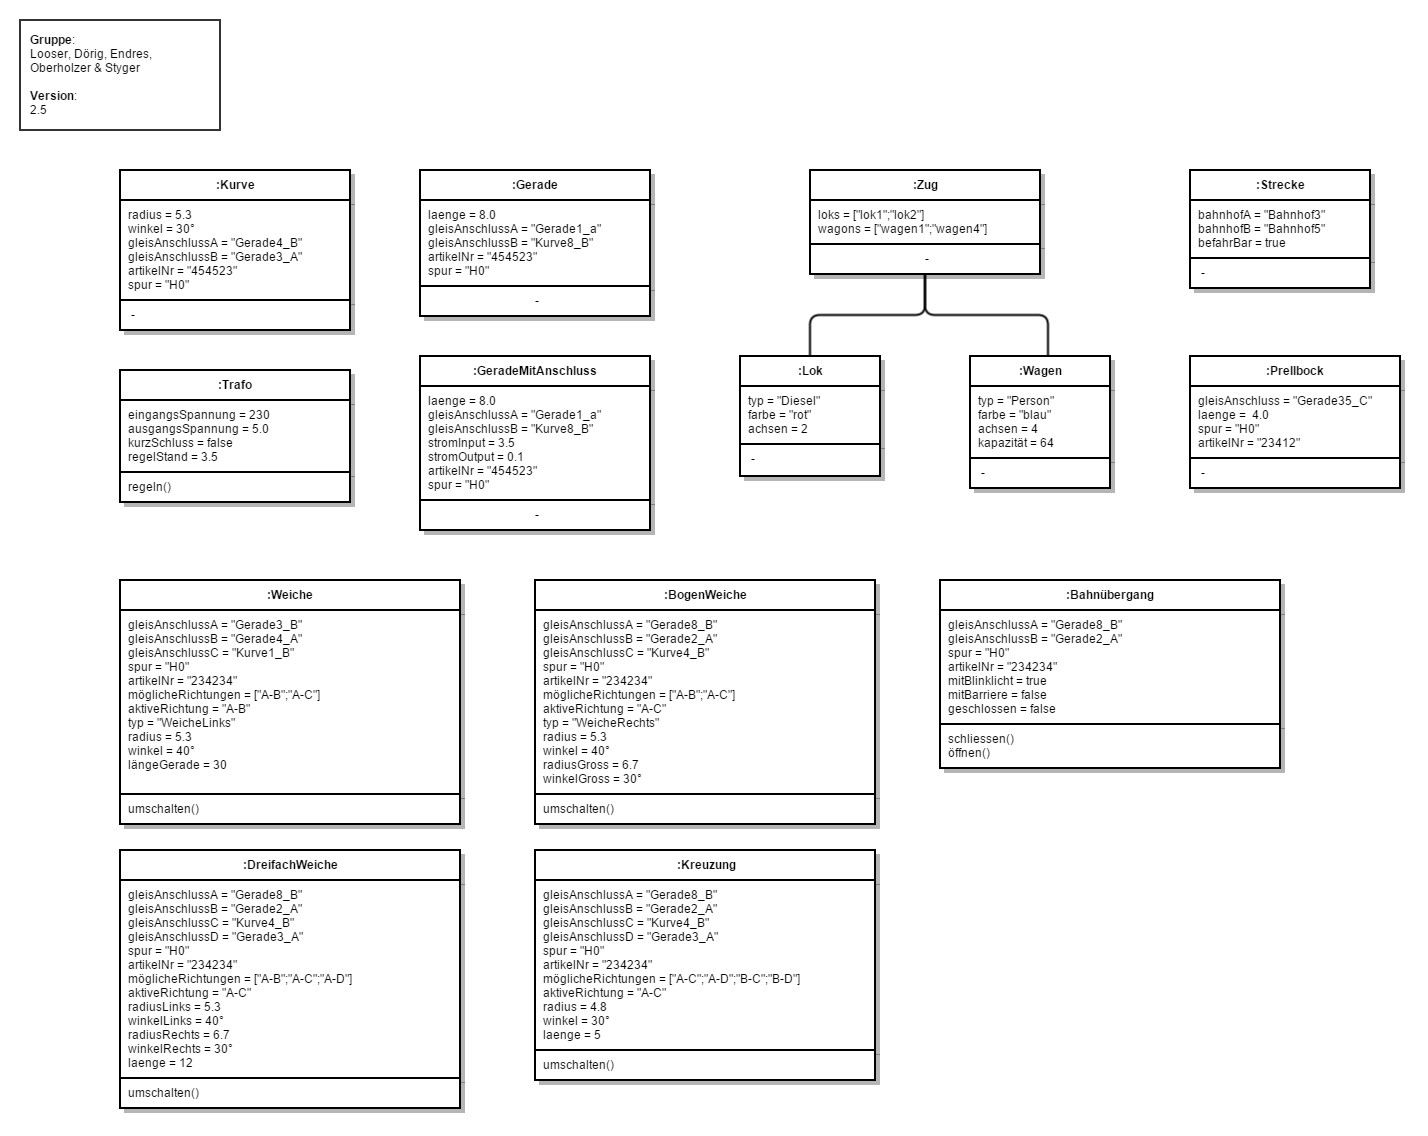 Gruppe:
Looser, Dörig, Endres,
Oberholzer & Styger
Version:
2.5
:Kurve
radius = 5.3
winkel = 30°
gleisAnschlussA = "Gerade4_B"
gleisAnschlussB = "Gerade3_A"
artikelNr = "454523"
spur = "H0"
-
:Gerade
laenge = 8.0
gleisAnschlussA = "Gerade1_a"
gleisAnschlussB = "Kurve8_B"
artikelNr = "454523"
spur = "H0"
-
:Zug
loks = ["lok1";"lok2"]
wagons = ["wagen1";"wagen4"]
-
:Strecke
bahnhofA = "Bahnhof3"
bahnhofB = "Bahnhof5"
befahrBar = true
-
:Trafo
eingangsSpannung = 230
ausgangsSpannung = 5.0
kurzSchluss = false
regelStand = 3.5
regeln()
:GeradeMitAnschluss
laenge = 8.0
gleisAnschlussA = "Gerade1_a"
gleisAnschlussB = "Kurve8_B"
stromInput = 3.5
stromOutput = 0.1
artikelNr = "454523"
spur = "H0"
-
:Lok
typ = "Diesel"
farbe = "rot"
achsen = 2
-
:Wagen
typ = "Person"
farbe = "blau"
achsen = 4
kapazität = 64
-
:Prellbock
gleisAnschluss = "Gerade35_C"
laenge =  4.0
spur = "H0"
artikelNr = "23412"
-
:Weiche
gleisAnschlussA = "Gerade3_B"
gleisAnschlussB = "Gerade4_A"
gleisAnschlussC = "Kurve1_B"
spur = "H0"
artikelNr = "234234"
möglicheRichtungen = ["A-B";"A-C"]
aktiveRichtung = "A-B"
typ = "WeicheLinks"
radius = 5.3
winkel = 40°
längeGerade = 30
umschalten()
:BogenWeiche
gleisAnschlussA = "Gerade8_B"
gleisAnschlussB = "Gerade2_A"
gleisAnschlussC = "Kurve4_B"
spur = "H0"
artikelNr = "234234"
möglicheRichtungen = ["A-B";"A-C"]
aktiveRichtung = "A-C"
typ = "WeicheRechts"
radius = 5.3
winkel = 40°
radiusGross = 6.7
winkelGross = 30°
umschalten()
:Bahnübergang
gleisAnschlussA = "Gerade8_B"
gleisAnschlussB = "Gerade2_A"
spur = "H0"
artikelNr = "234234"
mitBlinklicht = true
mitBarriere = false
geschlossen = false
schliessen()
öffnen()
:DreifachWeiche
gleisAnschlussA = "Gerade8_B"
gleisAnschlussB = "Gerade2_A"
gleisAnschlussC = "Kurve4_B"
gleisAnschlussD = "Gerade3_A"
spur = "H0"
artikelNr = "234234"
möglicheRichtungen = ["A-B";"A-C";"A-D"]
aktiveRichtung = "A-C"
radiusLinks = 5.3
winkelLinks = 40°
radiusRechts = 6.7
winkelRechts = 30°
laenge = 12
umschalten()
:Kreuzung
gleisAnschlussA = "Gerade8_B"
gleisAnschlussB = "Gerade2_A"
gleisAnschlussC = "Kurve4_B"
gleisAnschlussD = "Gerade3_A"
spur = "H0"
artikelNr = "234234"
möglicheRichtungen = ["A-C";"A-D";"B-C";"B-D"]
aktiveRichtung = "A-C"
radius = 4.8
winkel = 30°
laenge = 5
umschalten()